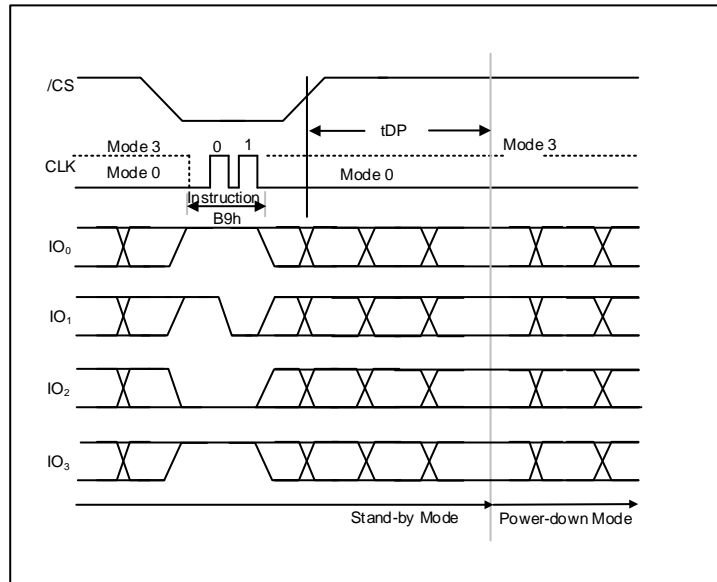 /CS
tDP
Mode 3 0 1 Mode 3
CLK
Mode 0 Mode 0
Instruction
B9h
IO₀
IO₁
IO₂
IO₃
Stand-by Mode Power-down Mode